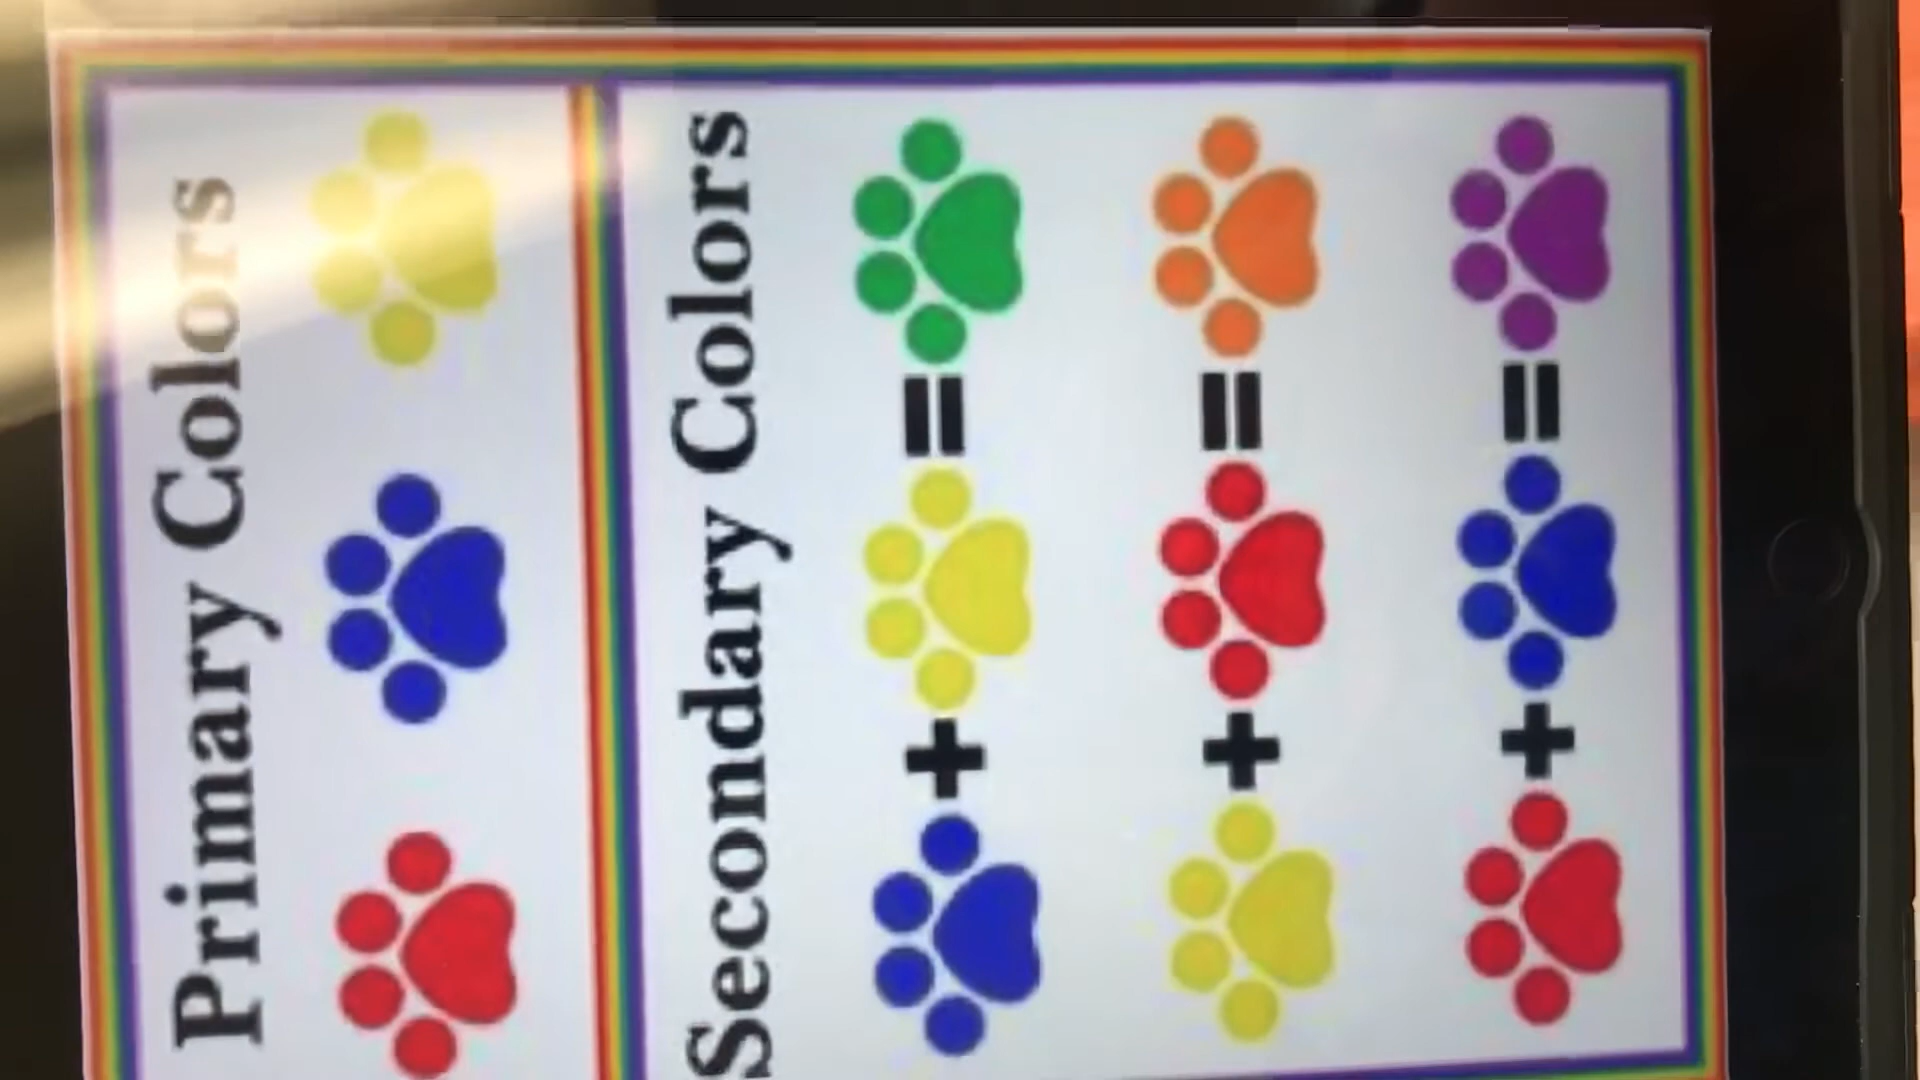 Primary Colors
Secondary Colors
+ =
+ =
+ =